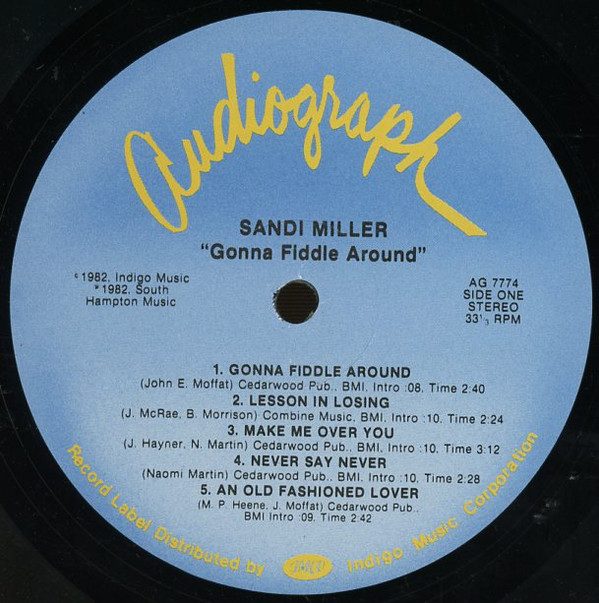 Audiograph
SANDI MILLER
"Gonna Fiddle Around"
© 1982, Indigo Music
℗ 1982, South
Hampton Music
AG 7774
SIDE ONE
STEREO
33⅓ RPM
1. GONNA FIDDLE AROUND
(John E. Moffat) Cedarwood Pub., BMI, Intro :08, Time 2:40
2. LESSON IN LOSING
(J. McRae, B. Morrison) Combine Music, BMI, Intro :10, Time 2:24
3. MAKE ME OVER YOU
(J. Hayner, N. Martin) Cedarwood Pub., BMI, Intro :10, Time 3:12
4. NEVER SAY NEVER
(Naomi Martin) Cedarwood Pub., BMI, Intro :10, Time 2:28
5. AN OLD FASHIONED LOVER
(M. P. Heene, J. Moffat) Cedarwood Pub.,
BMI Intro :09, Time 2:42
Record Label Distributed by Indigo Music Corporation